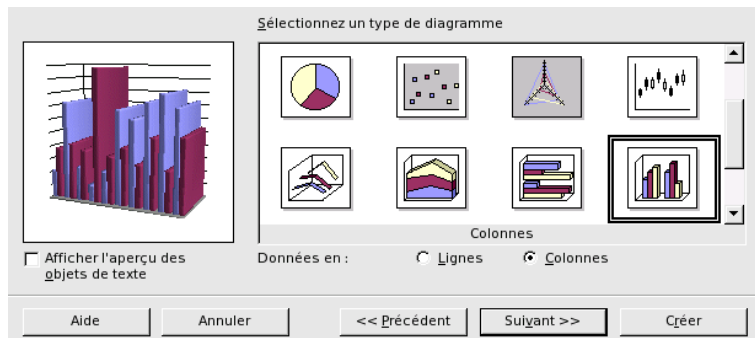 Sélectionnez un type de diagramme
Colonnes
Afficher l'aperçu des
objets de texte
Données en :
Lignes
Colonnes
Aide
Annuler
<< Précédent
Suivant >>
Créer